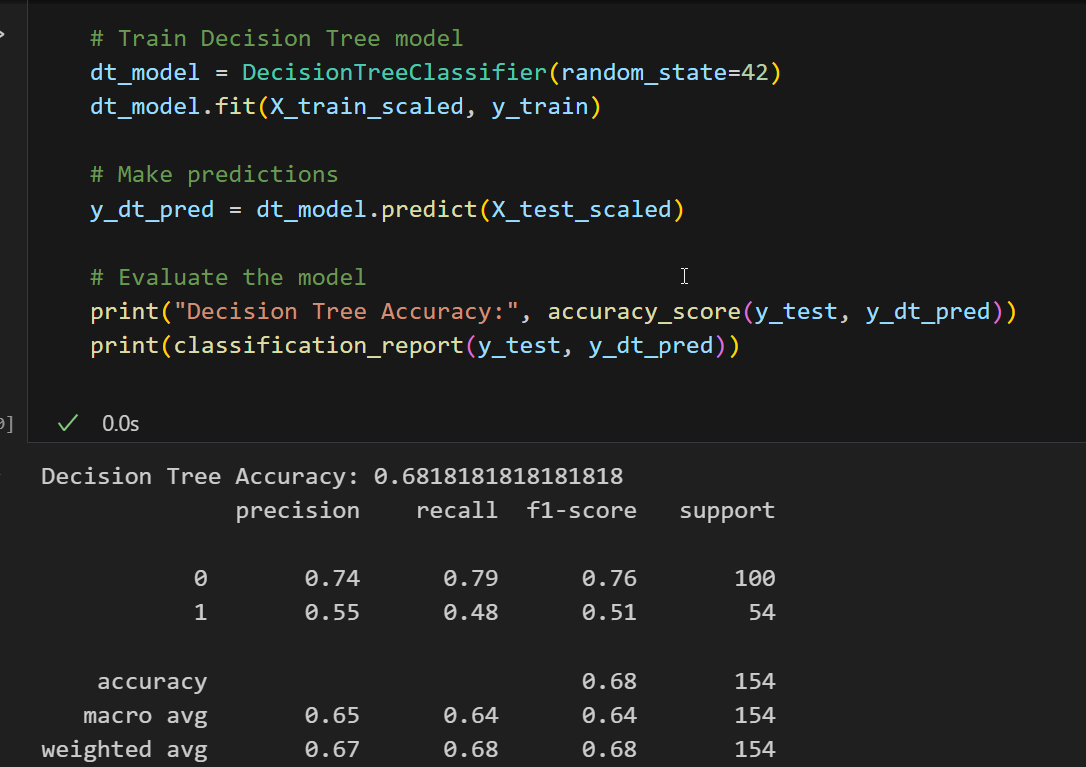 # Train Decision Tree model
dt_model = DecisionTreeClassifier(random_state=42)
dt_model.fit(X_train_scaled, y_train)
# Make predictions
y_dt_pred = dt_model.predict(X_test_scaled)
# Evaluate the model
print("Decision Tree Accuracy:", accuracy_score(y_test, y_dt_pred))
print(classification_report(y_test, y_dt_pred))
✓ 0.0s
Decision Tree Accuracy: 0.6818181818181818
precision recall f1-score support
0 0.74 0.79 0.76 100
1 0.55 0.48 0.51 54
accuracy 0.68 154
macro avg 0.65 0.64 0.64 154
weighted avg 0.67 0.68 0.68 154